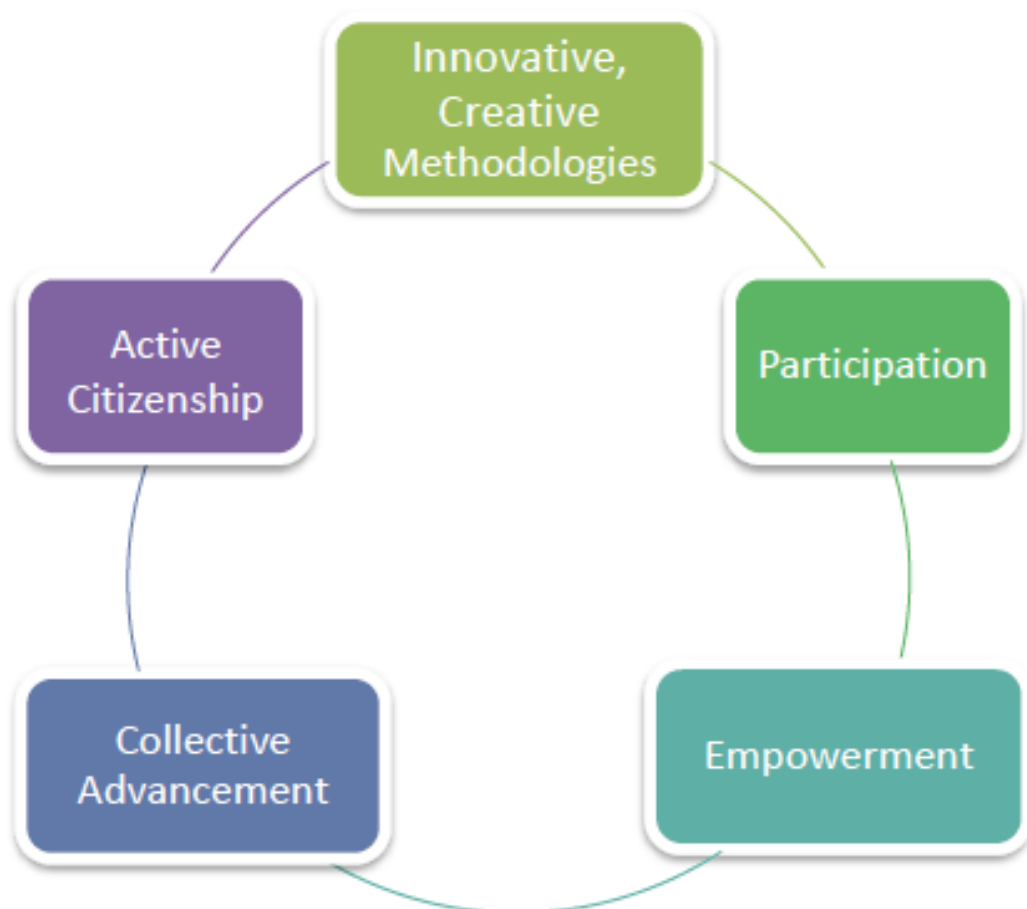 Innovative,
Creative
Methodologies
Participation
Empowerment
Collective
Advancement
Active
Citizenship